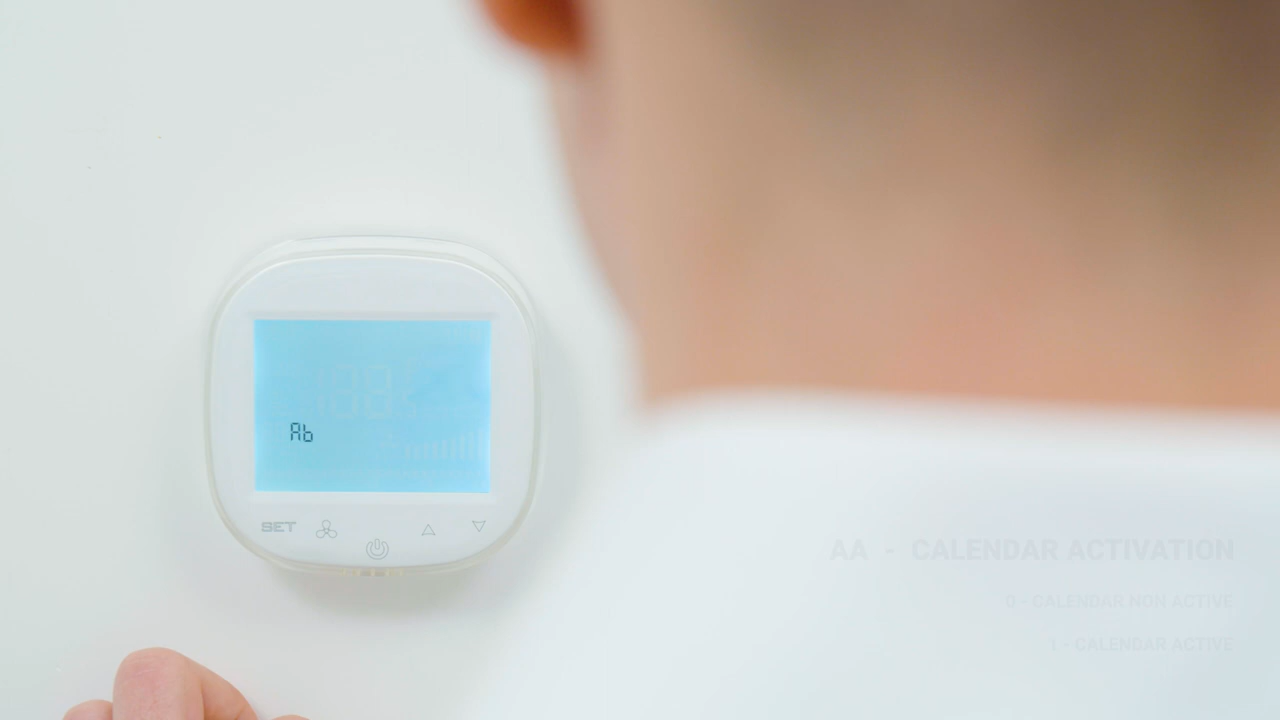 Ab
SET
AA - CALENDAR ACTIVATION
0 - CALENDAR NON ACTIVE
1 - CALENDAR ACTIVE